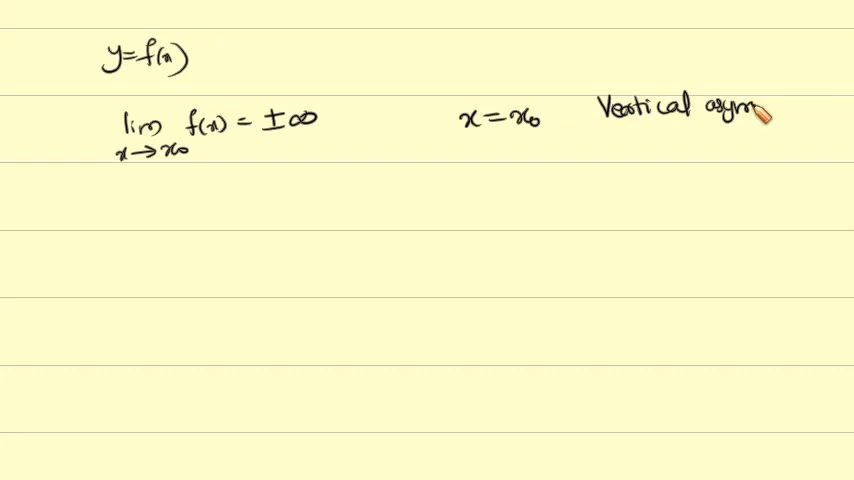 y=f(x)
lim f(x) = ±∞ x = x₀ Vertical asym
x→x₀